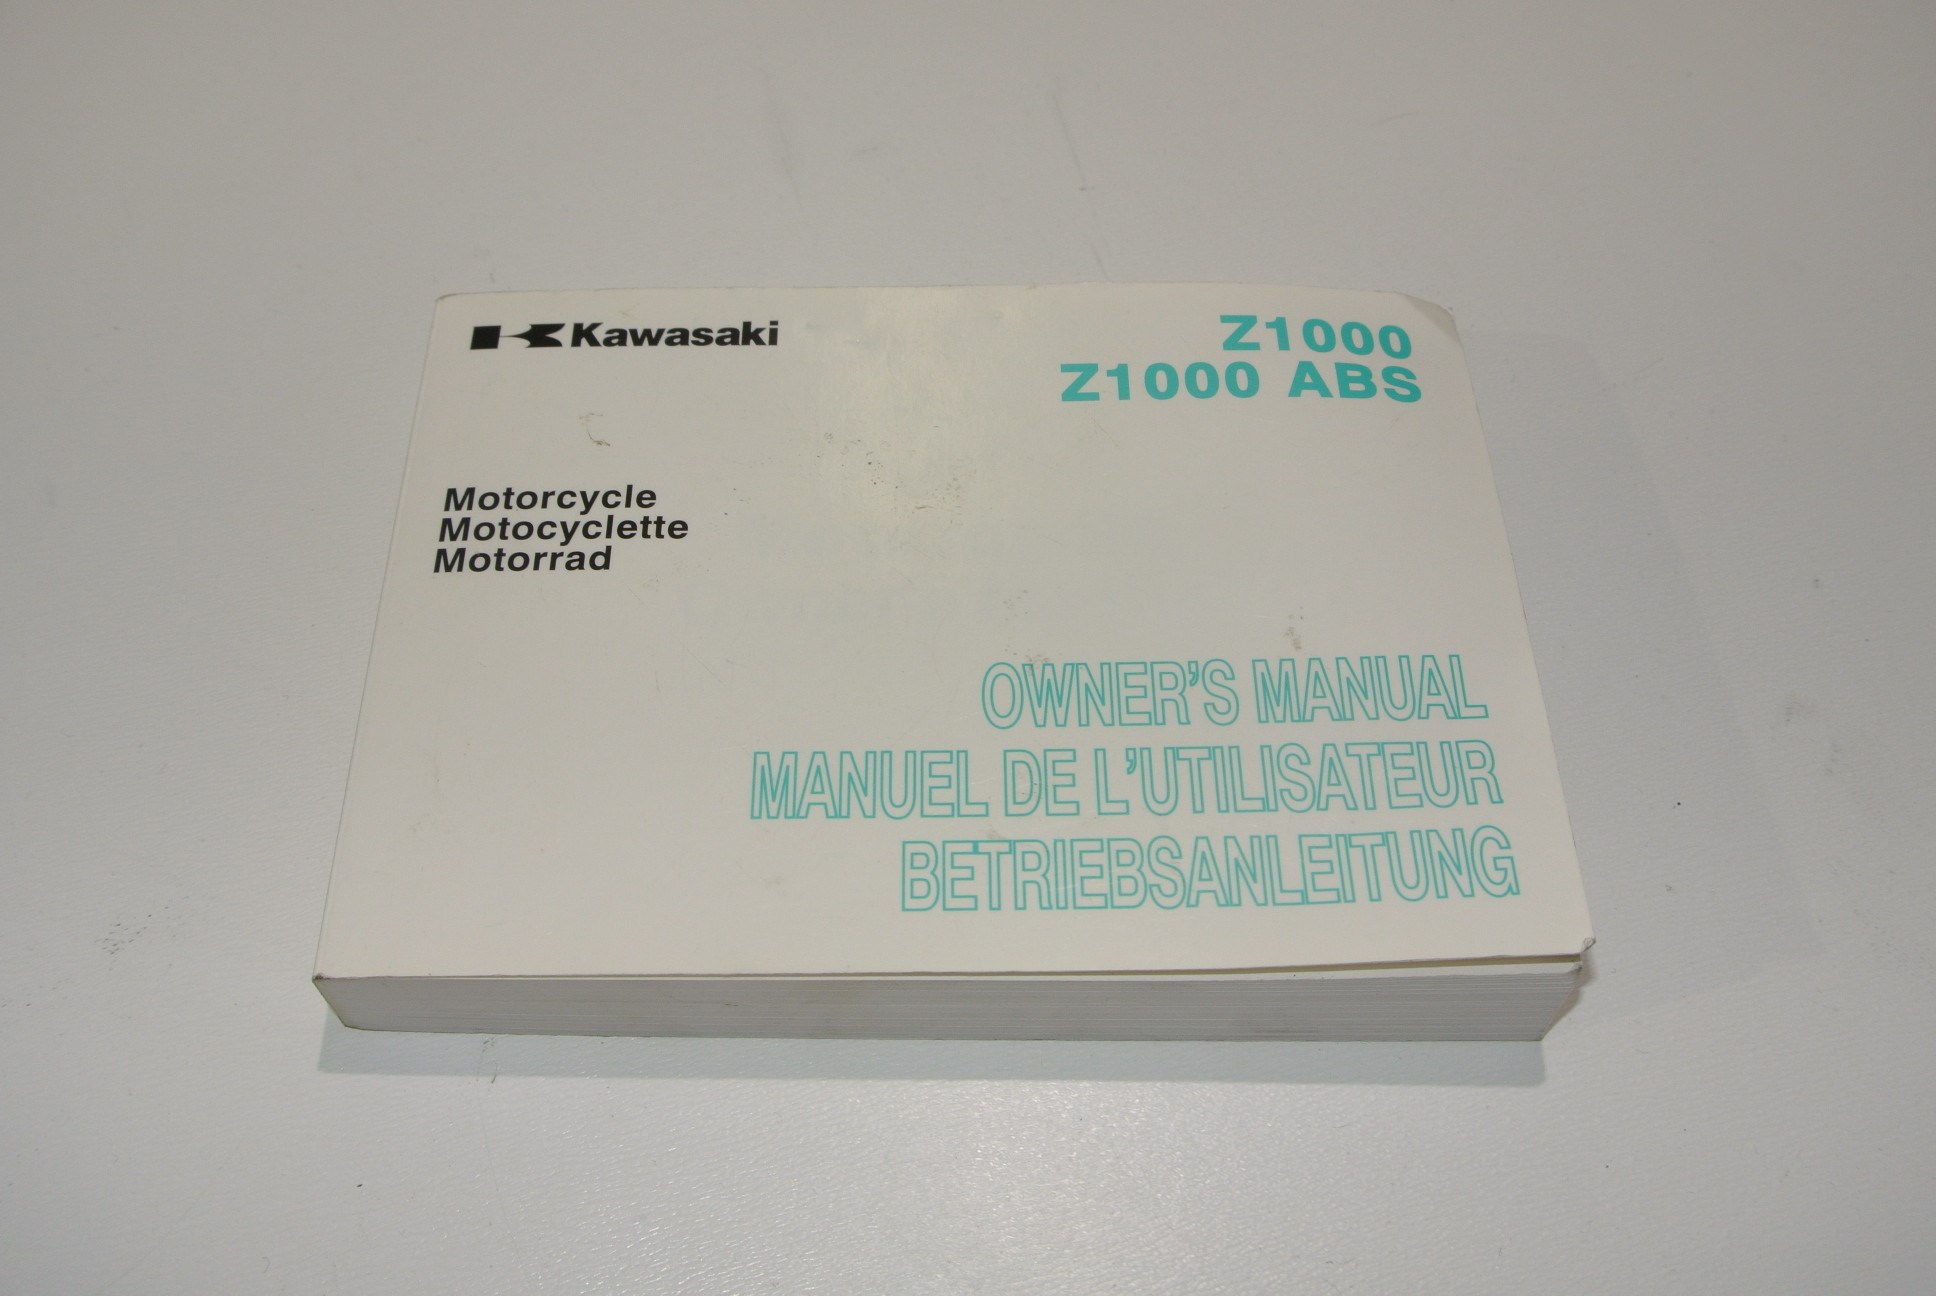 Kawasaki
Z1000
Z1000 ABS
Motorcycle
Motocyclette
Motorrad
OWNER'S MANUAL
MANUEL DE L'UTILISATEUR
BETRIEBSANLEITUNG